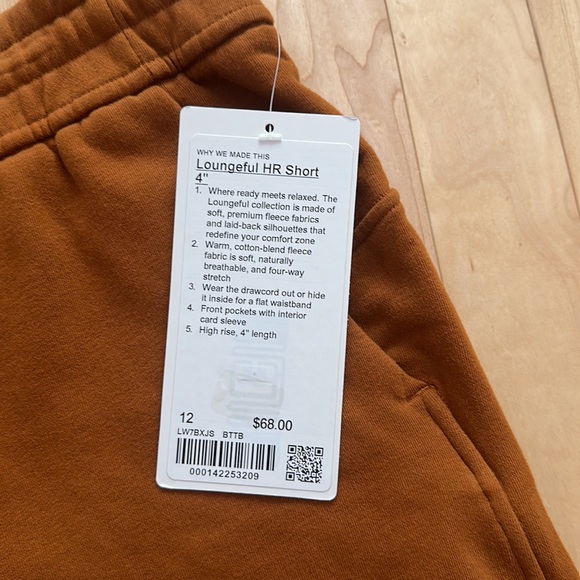 WHY WE MADE THIS
Loungeful HR Short
4"
1. Where ready meets relaxed. The
Loungeful collection is made of
soft, premium fleece fabrics
and laid-back silhouettes that
redefine your comfort zone
2. Warm, cotton-blend fleece
fabric is soft, naturally
breathable, and four-way
stretch
3. Wear the drawcord out or hide
it inside for a flat waistband
4. Front pockets with interior
card sleeve
5. High rise, 4" length
12 $68.00
LW7BXJS BTTB
000142253209